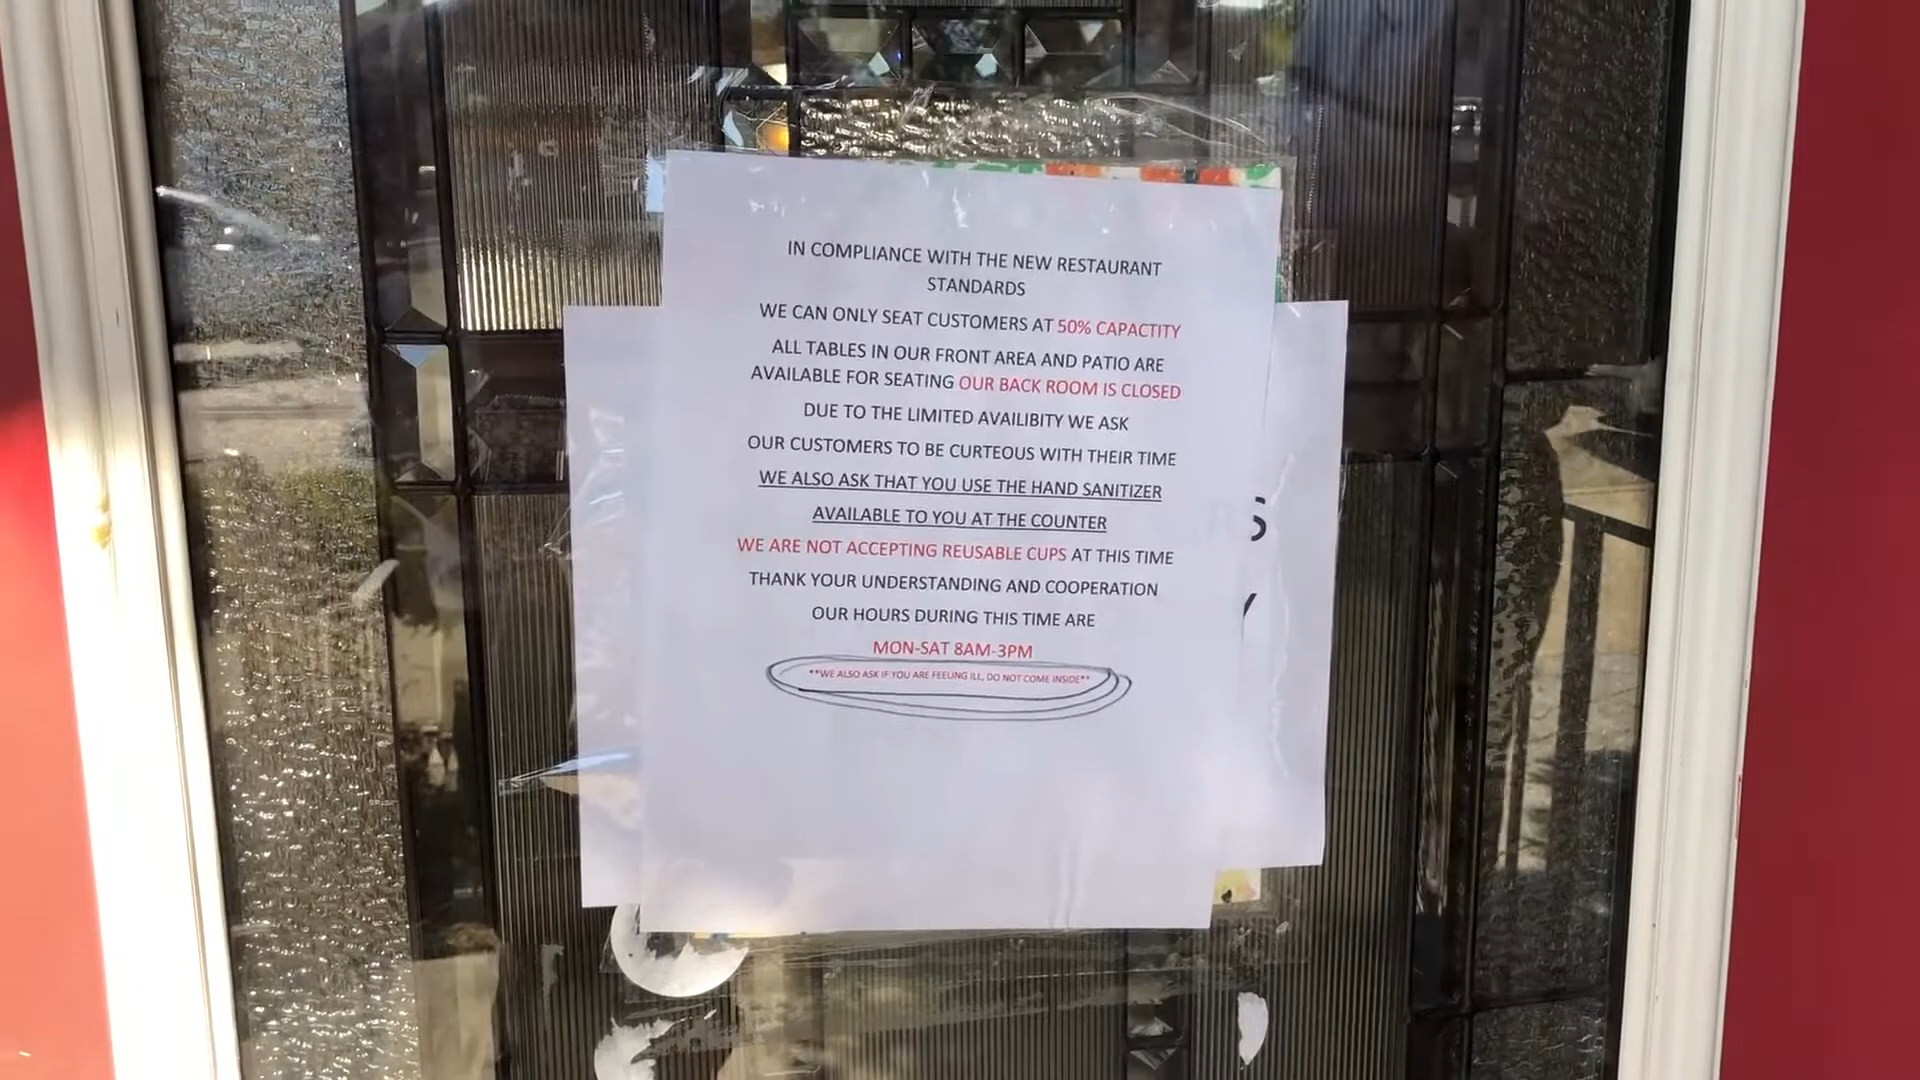 IN COMPLIANCE WITH THE NEW RESTAURANT
STANDARDS
WE CAN ONLY SEAT CUSTOMERS AT 50% CAPACTITY
ALL TABLES IN OUR FRONT AREA AND PATIO ARE
AVAILABLE FOR SEATING OUR BACK ROOM IS CLOSED
DUE TO THE LIMITED AVAILIBITY WE ASK
OUR CUSTOMERS TO BE CURTEOUS WITH THEIR TIME
WE ALSO ASK THAT YOU USE THE HAND SANITIZER
AVAILABLE TO YOU AT THE COUNTER
WE ARE NOT ACCEPTING REUSABLE CUPS AT THIS TIME
THANK YOUR UNDERSTANDING AND COOPERATION
OUR HOURS DURING THIS TIME ARE
MON-SAT 8AM-3PM
**WE ALSO ASK IF YOU ARE FEELING ILL, DO NOT COME INSIDE**